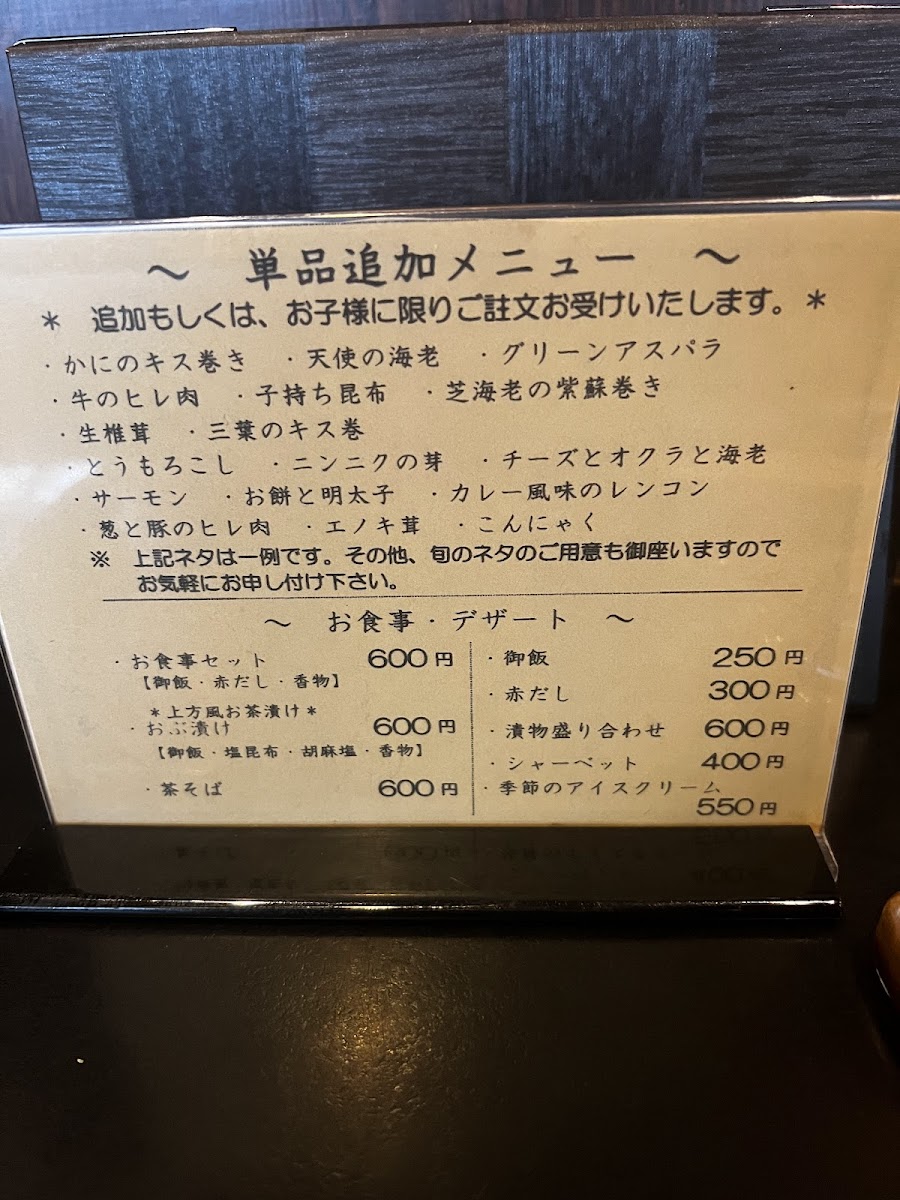 ～ 単品追加メニュー ～
＊ 追加もしくは、お子様に限りご註文お受けいたします。＊
・かにのキス巻き ・天使の海老 ・グリーンアスパラ
・牛のヒレ肉 ・子持ち昆布 ・芝海老の紫蘇巻き
・生椎茸 ・三葉のキス巻
・とうもろこし ・ニンニクの芽 ・チーズとオクラと海老
・サーモン ・お餅と明太子 ・カレー風味のレンコン
・葱と豚のヒレ肉 ・エノキ茸 ・こんにゃく
※ 上記ネタは一例です。その他、旬のネタのご用意も御座いますので
お気軽にお申し付け下さい。
～ お食事・デザート ～
・お食事セット 600円
【御飯・赤だし・香物】
＊上方風お茶漬け＊
・おぶ漬け 600円
【御飯・塩昆布・胡麻塩・香物】
・茶そば 600円
・御飯 250円
・赤だし 300円
・漬物盛り合わせ 600円
・シャーベット 400円
・季節のアイスクリーム
550円